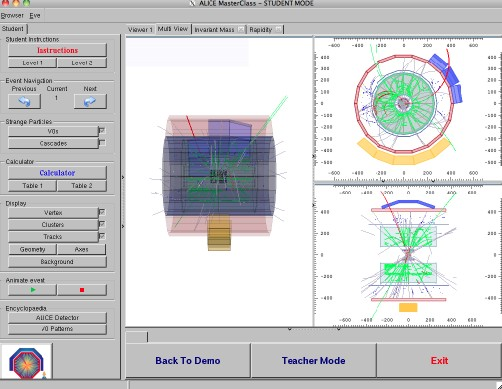 ALICE MasterClass – STUDENT MODE
Browser Eve
Student
Viewer 1 Multi View Invariant Mass Rapidity
Student Instructions
Instructions
Level 1 Level 2
Event Navigation
Previous Current Next
1
Strange Particles
V0s
Cascades
Calculator
Calculator
Table 1 Table 2
Display
Vertex
Clusters
Tracks
Geometry Axes
Background
Animate event
Encyclopaedia
ALICE Detector
V0 Patterns
-600 -400 -200 0 200 400 600
400
200
0
-200
-400
-600 -400 -200 0 200 400 600
-600 -400 -200 0 200 400 600
400
200
0
-200
-400
-600 -400 -200 0 200 400 600
Back To Demo Teacher Mode Exit